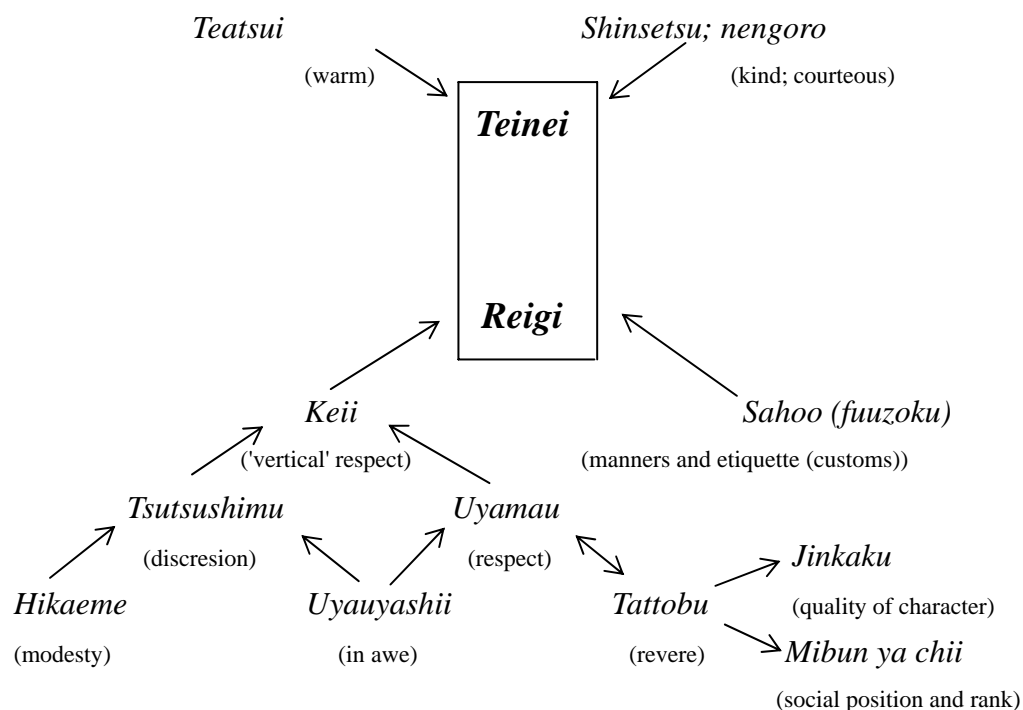 Teatsui
Shinsetsu; nengoro
(warm)
(kind; courteous)
Teinei
Reigi
Keii
Sahoo (fuuzoku)
('vertical' respect)
(manners and etiquette (customs))
Tsutsushimu
Uyamau
(discresion)
(respect)
Jinkaku
Hikaeme
Uyauyashii
Tattobu
(quality of character)
(modesty)
(in awe)
(revere)
Mibun ya chii
(social position and rank)